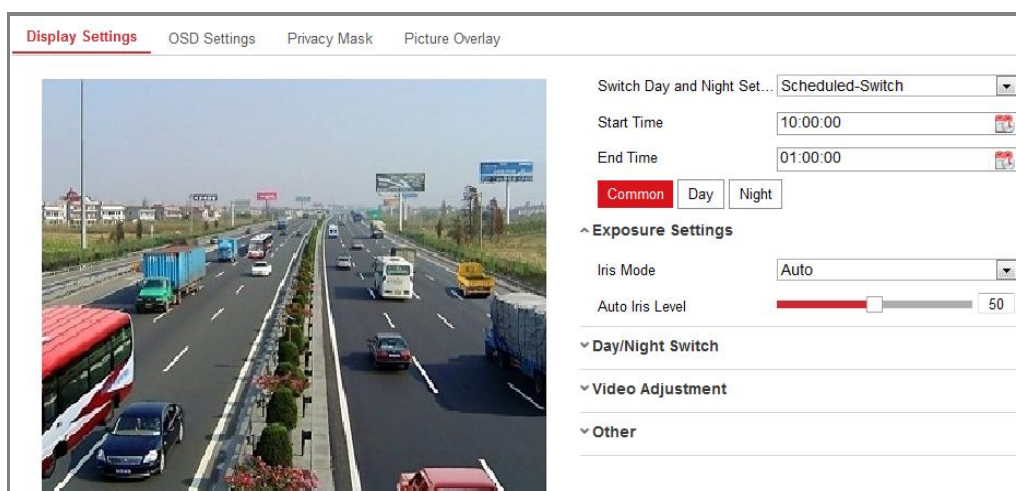 Display Settings OSD Settings Privacy Mask Picture Overlay
Switch Day and Night Set... Scheduled-Switch
Start Time 10:00:00
End Time 01:00:00
Common Day Night
Exposure Settings
Iris Mode Auto
Auto Iris Level 50
Day/Night Switch
Video Adjustment
Other